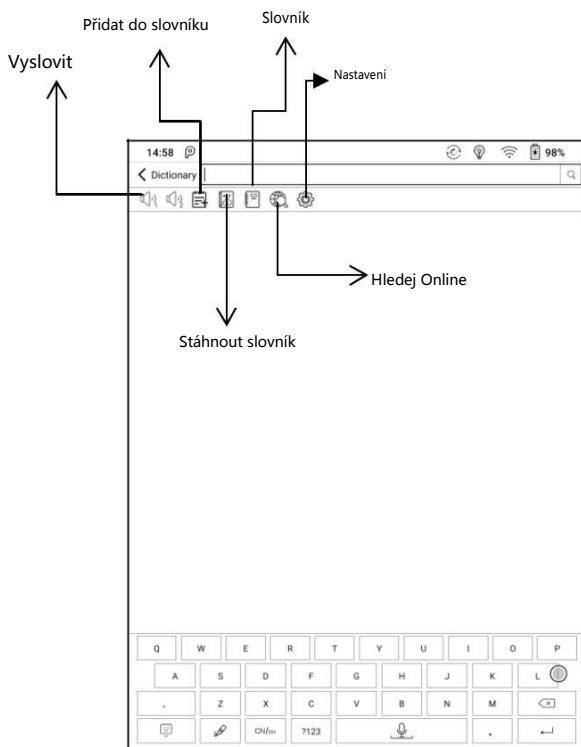 Slovník
Přidat do slovníku
Vyslovit
Nastavení
14:58 98%
Dictionary
Hledej Online
Stáhnout slovník
Q W E R T Y U I O P
A S D F G H J K L
, Z X C V B N M
CN/EN ?123 .